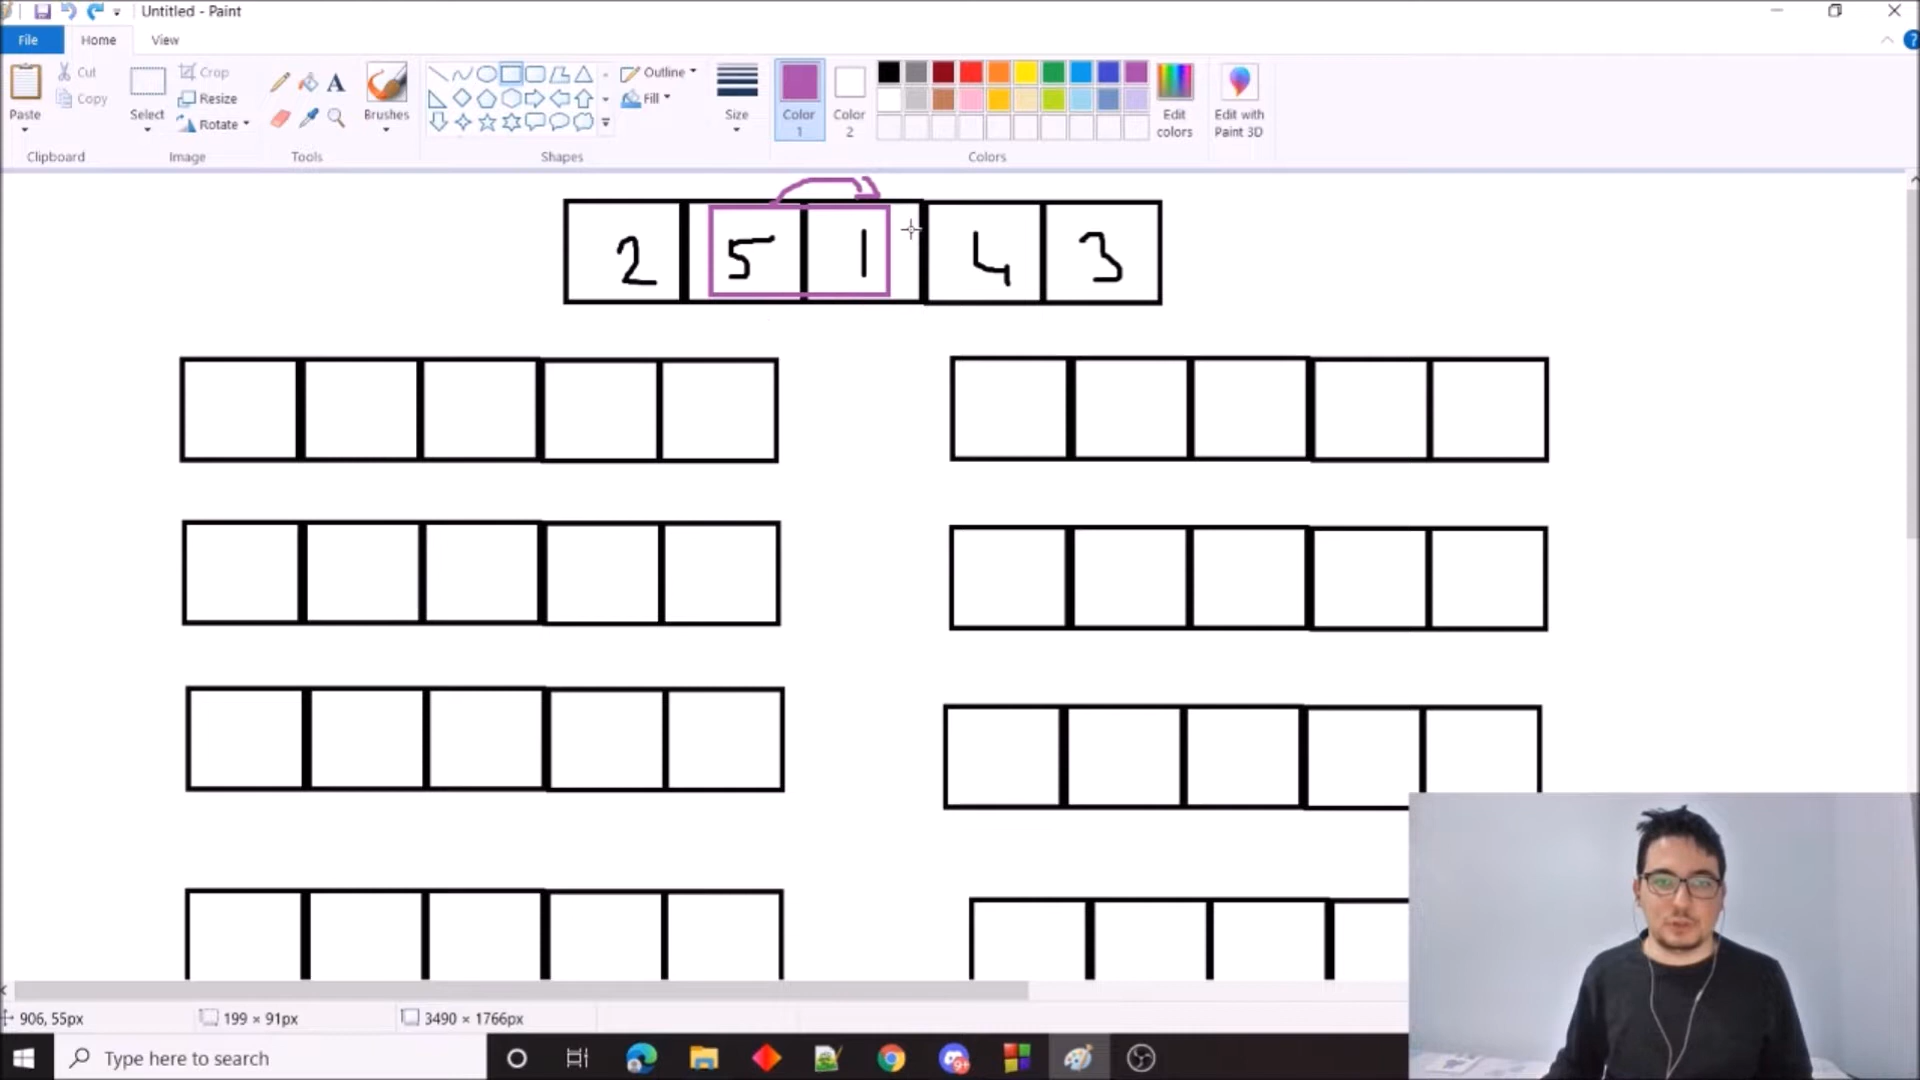 Untitled - Paint
File Home View
Paste Cut Copy Select Crop Resize Rotate Brushes Outline Fill Size Color 1 Color 2 Edit colors Edit with Paint 3D
Clipboard Image Tools Shapes Colors
2 5 1 4 3
906, 55px 199 × 91px 3490 × 1766px
Type here to search 9+